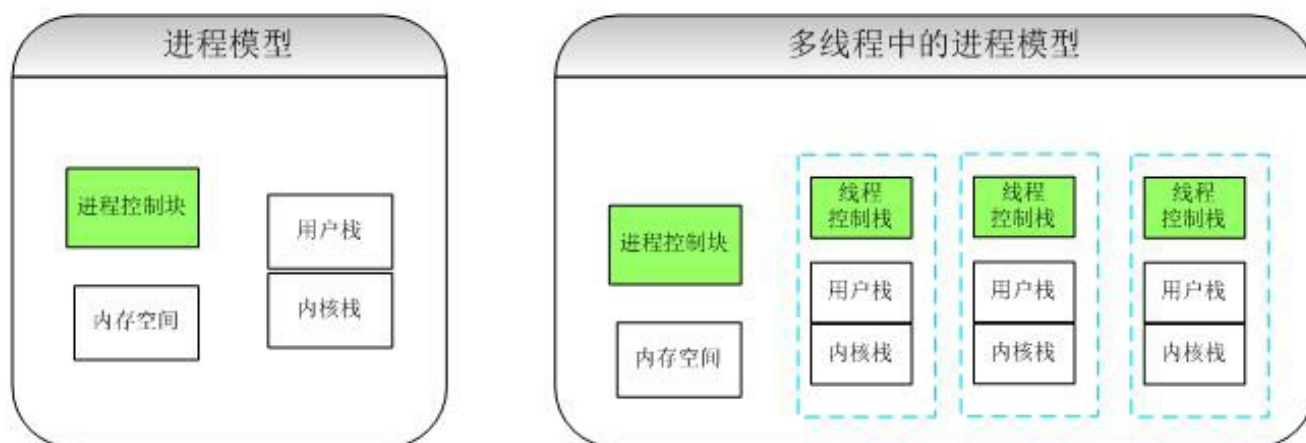 进程模型
进程控制块
用户栈
内存空间
内核栈
多线程中的进程模型
进程控制块
内存空间
线程
控制栈
用户栈
内核栈
线程
控制栈
用户栈
内核栈
线程
控制栈
用户栈
内核栈